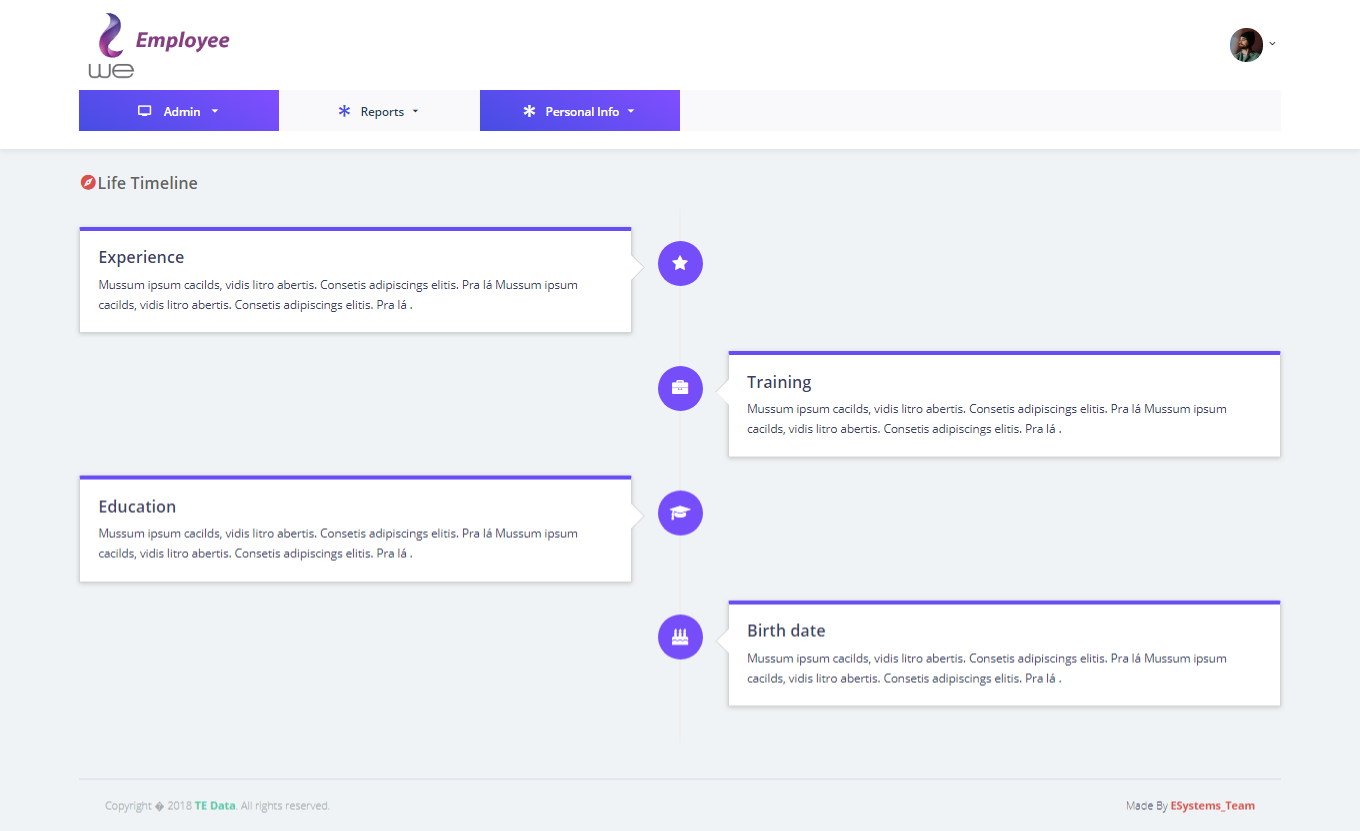 we
Employee
Admin
Reports
Personal Info
Life Timeline
Experience
Mussum ipsum cacilds, vidis litro abertis. Consetis adipiscings elitis. Pra lá Mussum ipsum
cacilds, vidis litro abertis. Consetis adipiscings elitis. Pra lá .
Training
Mussum ipsum cacilds, vidis litro abertis. Consetis adipiscings elitis. Pra lá Mussum ipsum
cacilds, vidis litro abertis. Consetis adipiscings elitis. Pra lá .
Education
Mussum ipsum cacilds, vidis litro abertis. Consetis adipiscings elitis. Pra lá Mussum ipsum
cacilds, vidis litro abertis. Consetis adipiscings elitis. Pra lá .
Birth date
Mussum ipsum cacilds, vidis litro abertis. Consetis adipiscings elitis. Pra lá Mussum ipsum
cacilds, vidis litro abertis. Consetis adipiscings elitis. Pra lá .
Copyright � 2018 TE Data. All rights reserved.
Made By ESystems_Team